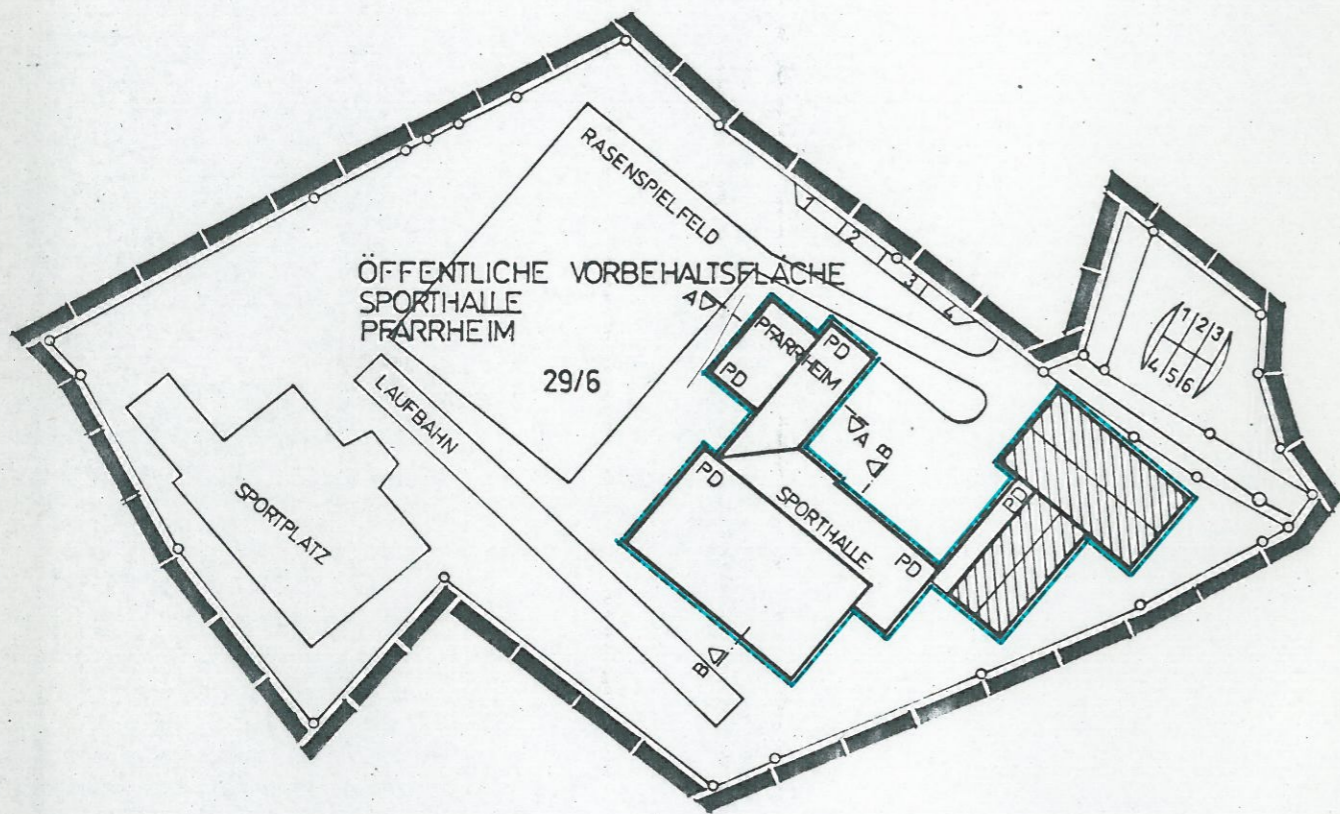 RASENSPIELFELD
1
2
3
4
ÖFFENTLICHE VORBEHALTSFLÄCHE
SPORTHALLE
PFARRHEIM
29/6
A
PFARRHEIM
PD
PD
1|2|3
4|5|6
LAUFBAHN
A
B
PD
SPORTHALLE
PD
PD
SPORTPLATZ
B